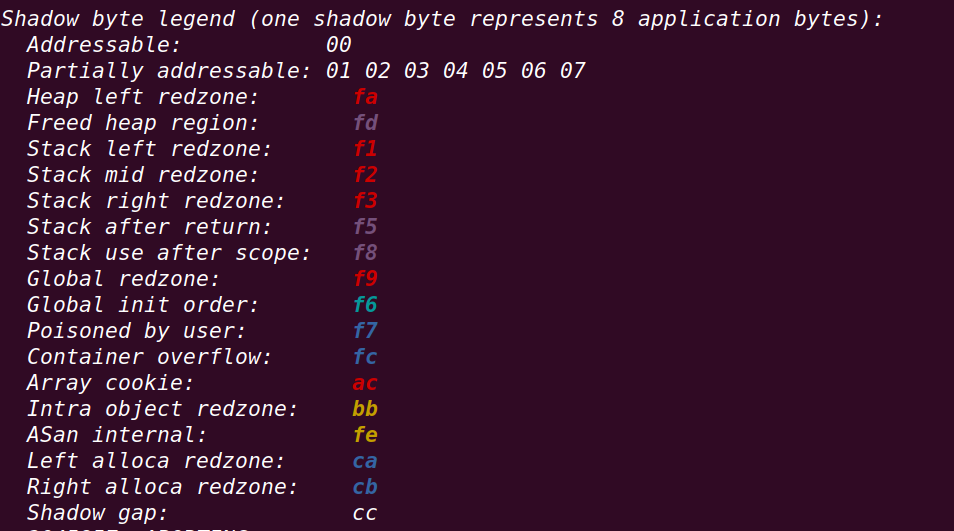 Shadow byte legend (one shadow byte represents 8 application bytes):
  Addressable:           00
  Partially addressable: 01 02 03 04 05 06 07
  Heap left redzone:       fa
  Freed heap region:       fd
  Stack left redzone:      f1
  Stack mid redzone:       f2
  Stack right redzone:     f3
  Stack after return:      f5
  Stack use after scope:   f8
  Global redzone:          f9
  Global init order:       f6
  Poisoned by user:        f7
  Container overflow:      fc
  Array cookie:            ac
  Intra object redzone:    bb
  ASan internal:           fe
  Left alloca redzone:     ca
  Right alloca redzone:    cb
  Shadow gap:              cc